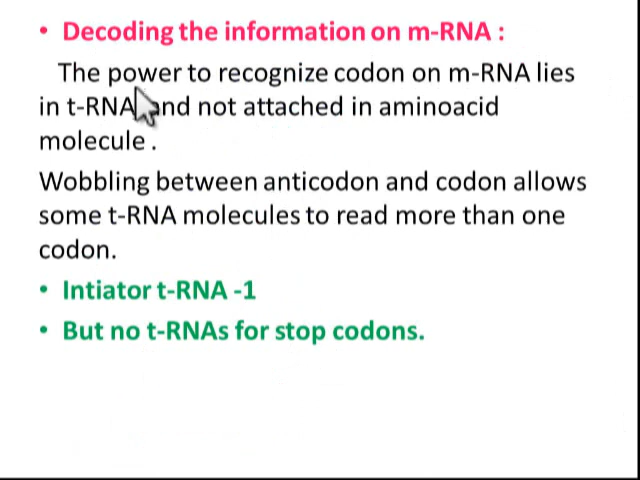 • Decoding the information on m-RNA :
The power to recognize codon on m-RNA lies
in t-RNA and not attached in aminoacid
molecule .
Wobbling between anticodon and codon allows
some t-RNA molecules to read more than one
codon.
• Intiator t-RNA -1
• But no t-RNAs for stop codons.